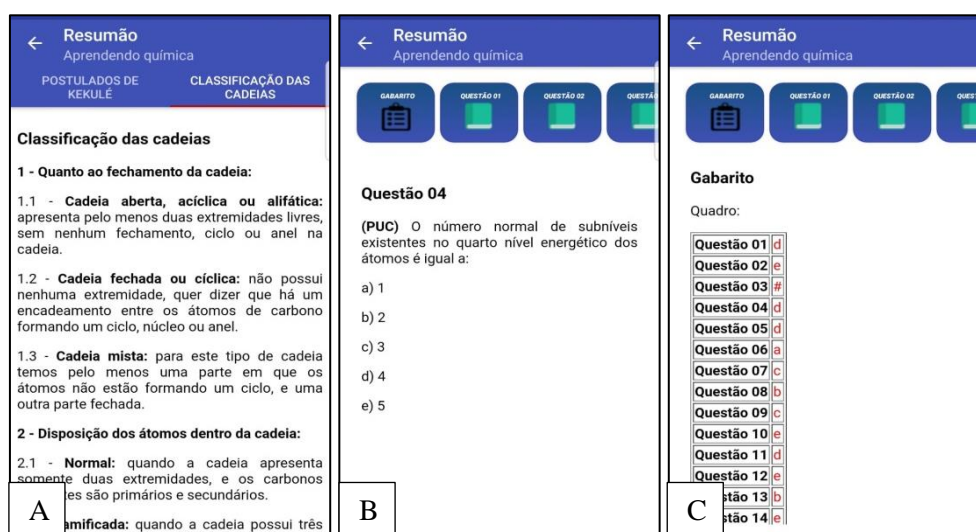 Resumão
Aprendendo química
POSTULADOS DE
KEKULÉ
CLASSIFICAÇÃO DAS
CADEIAS
Classificação das cadeias
1 - Quanto ao fechamento da cadeia:
1.1 - Cadeia aberta, acíclica ou alifática:
apresenta pelo menos duas extremidades livres,
sem nenhum fechamento, ciclo ou anel na
cadeia.
1.2 - Cadeia fechada ou cíclica: não possui
nenhuma extremidade, quer dizer que há um
encadeamento entre os átomos de carbono
formando um ciclo, núcleo ou anel.
1.3 - Cadeia mista: para este tipo de cadeia
temos pelo menos uma parte em que os
átomos não estão formando um ciclo, e uma
outra parte fechada.
2 - Disposição dos átomos dentro da cadeia:
2.1 - Normal: quando a cadeia apresenta
somente duas extremidades, e os carbonos
são primários e secundários.
quando a cadeia possui três
A
Resumão
Aprendendo química
GABARITO
QUESTÃO 01
QUESTÃO 02
Questão 04
(PUC) O número normal de subníveis
existentes no quarto nível energético dos
átomos é igual a:
a) 1
b) 2
c) 3
d) 4
e) 5
B
Resumão
Aprendendo química
GABARITO
QUESTÃO 01
QUESTÃO 02
Gabarito
Quadro:
Questão 01 d
Questão 02 e
Questão 03 #
Questão 04 d
Questão 05 d
Questão 06 a
Questão 07 c
Questão 08 b
Questão 09 c
Questão 10 e
Questão 11 d
Questão 12 e
13 b
14 e
C